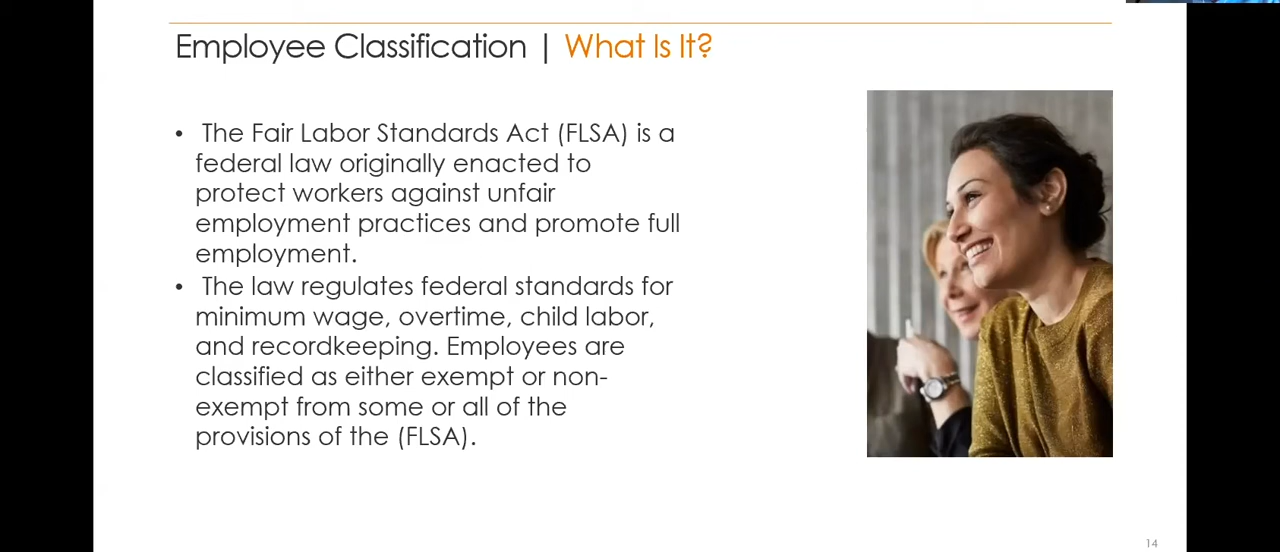 Employee Classification | What Is It?
• The Fair Labor Standards Act (FLSA) is a
federal law originally enacted to
protect workers against unfair
employment practices and promote full
employment.
• The law regulates federal standards for
minimum wage, overtime, child labor,
and recordkeeping. Employees are
classified as either exempt or non-
exempt from some or all of the
provisions of the (FLSA).
14